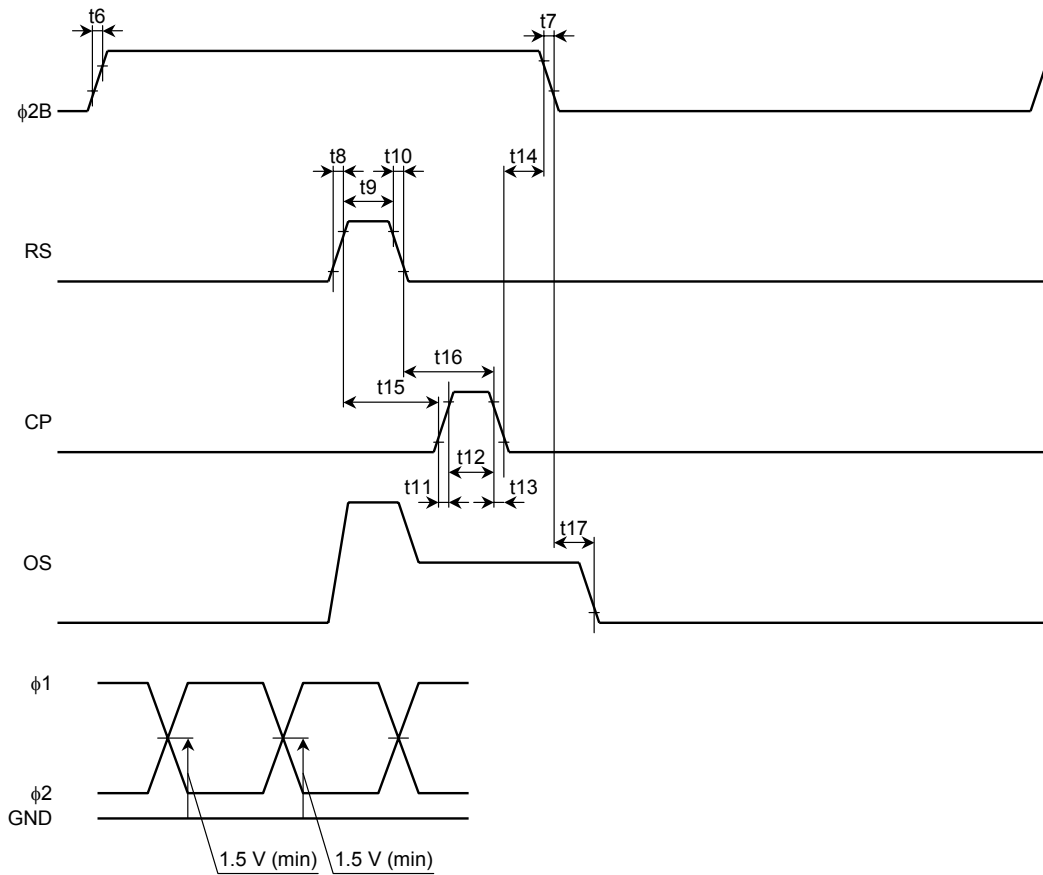 t6
t7
ϕ2B
t14
t8
t10
t9
RS
t16
t15
CP
t12
t11
t13
t17
OS
ϕ1
ϕ2
GND
1.5 V (min)
1.5 V (min)